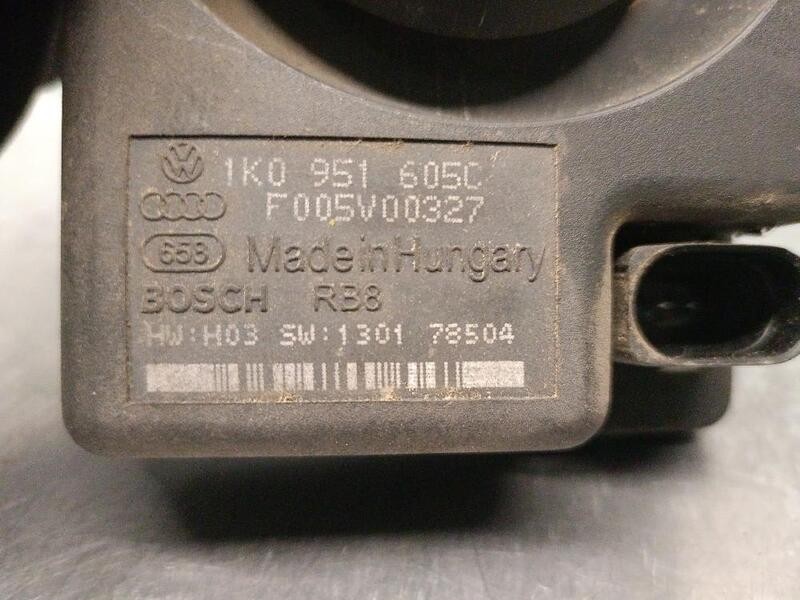 1K0 951 605C
F005V00327
658 Made in Hungary
BOSCH RB8
HW:H03 SW:1301 78504